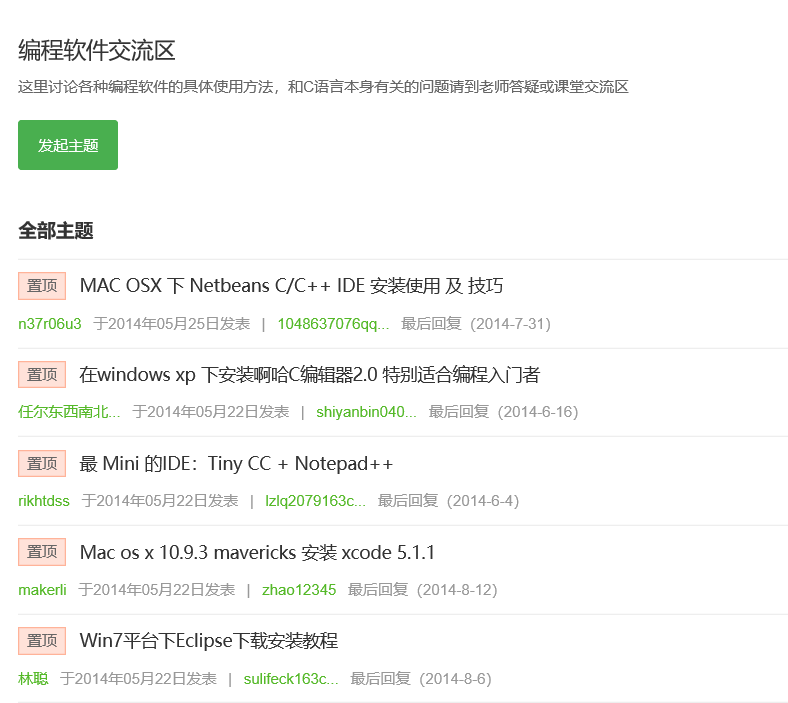 编程软件交流区
这里讨论各种编程软件的具体使用方法，和C语言本身有关的问题请到老师答疑或课堂交流区
发起主题
全部主题
置顶 MAC OSX 下 Netbeans C/C++ IDE 安装使用 及 技巧
n37r06u3 于2014年05月25日发表 | 1048637076qq... 最后回复（2014-7-31）
置顶 在windows xp 下安装啊哈C编辑器2.0 特别适合编程入门者
任尔东西南北... 于2014年05月22日发表 | shiyanbin040... 最后回复（2014-6-16）
置顶 最 Mini 的IDE：Tiny CC + Notepad++
rikhtdss 于2014年05月22日发表 | lzlq2079163c... 最后回复（2014-6-4）
置顶 Mac os x 10.9.3 mavericks 安装 xcode 5.1.1
makerli 于2014年05月22日发表 | zhao12345 最后回复（2014-8-12）
置顶 Win7平台下Eclipse下载安装教程
林聪 于2014年05月22日发表 | sulifeck163c... 最后回复（2014-8-6）